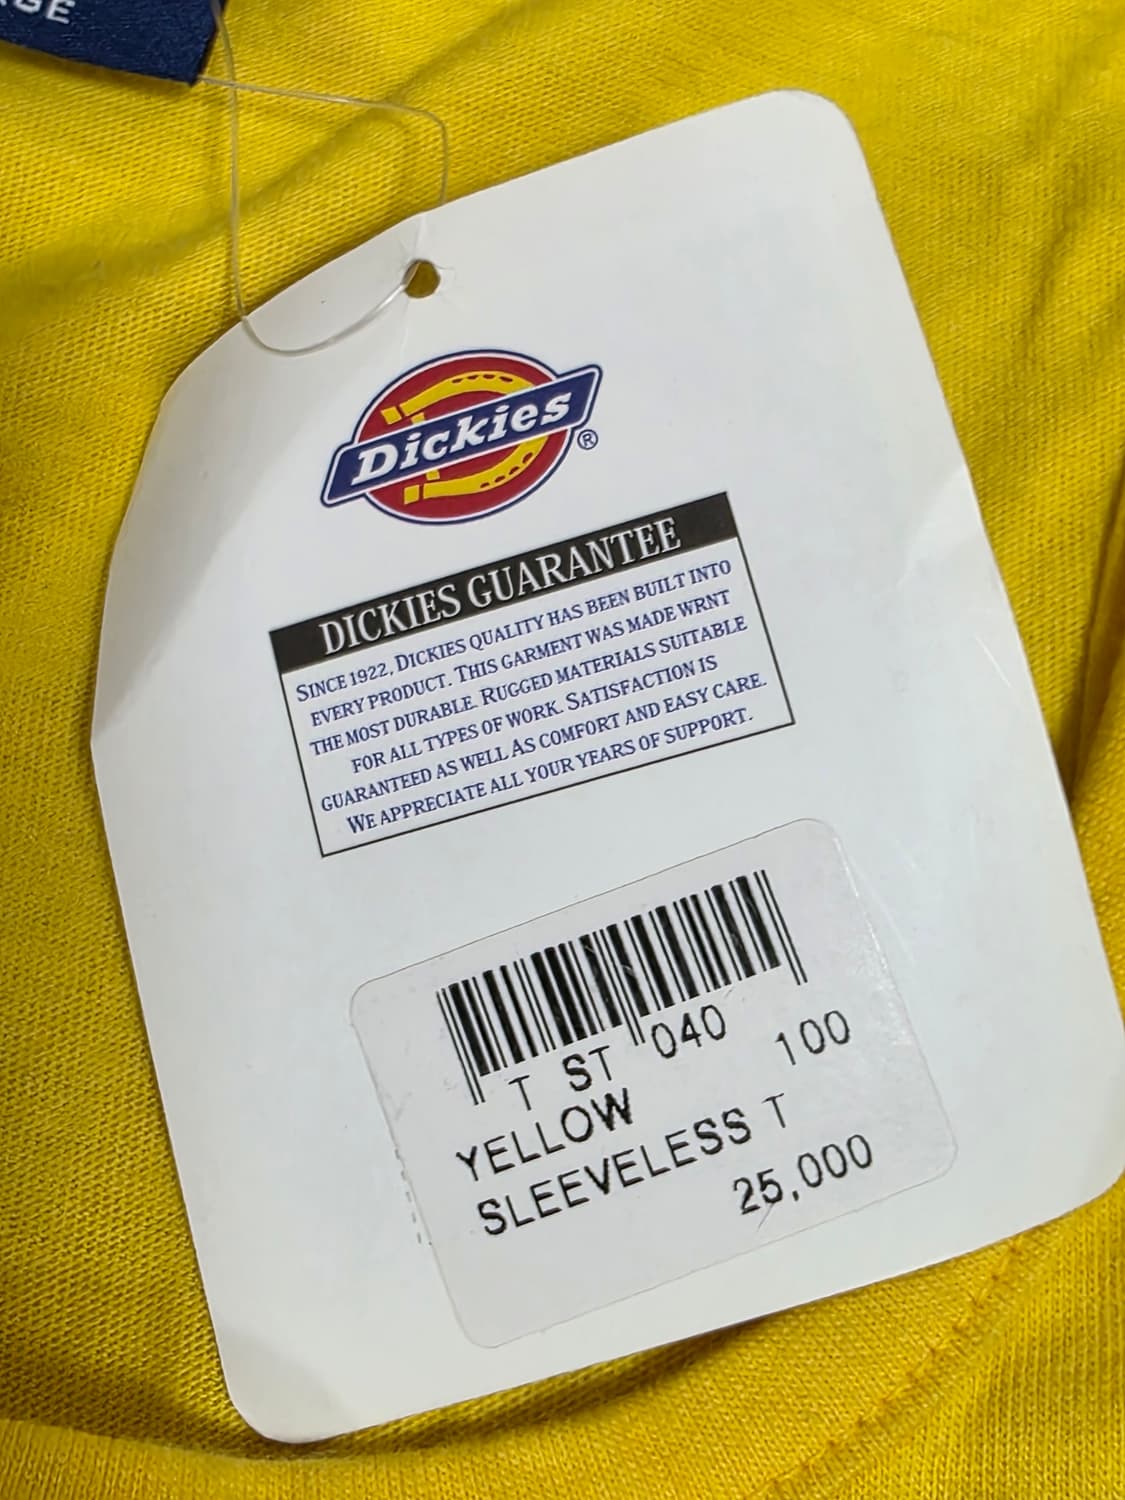 GE
Dickies®
DICKIES GUARANTEE
SINCE 1922, DICKIES QUALITY HAS BEEN BUILT INTO
EVERY PRODUCT. THIS GARMENT WAS MADE WRNT
THE MOST DURABLE. RUGGED MATERIALS SUITABLE
FOR ALL TYPES OF WORK. SATISFACTION IS
GUARANTEED AS WELL AS COMFORT AND EASY CARE.
WE APPRECIATE ALL YOUR YEARS OF SUPPORT.
T ST 040 100
YELLOW
SLEEVELESS T
25,000